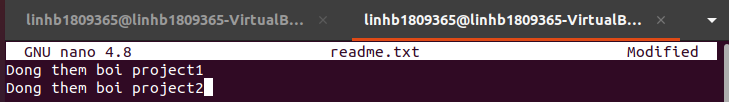 linhb1809365@linhb1809365-VirtualB... linhb1809365@linhb1809365-VirtualB...
GNU nano 4.8 readme.txt Modified
Dong them boi project1
Dong them boi project2